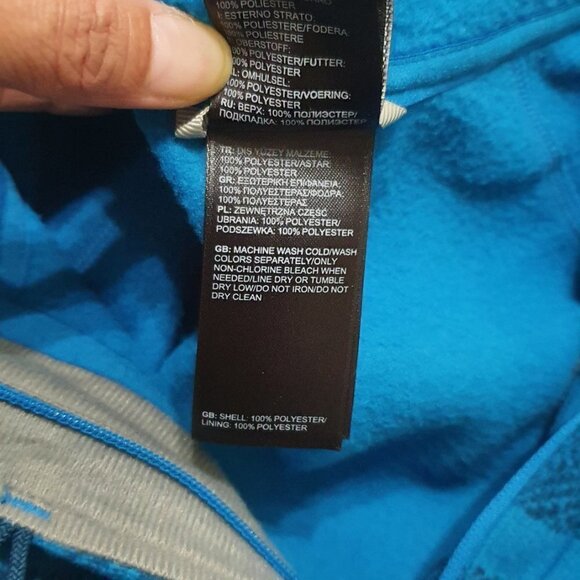 100% POLYESTER
I: ESTERNO STRATO:
100% POLIESTERE/FODERA:
100% POLIESTERE
OBERSTOFF:
100% POLYESTER/FUTTER:
100% POLYESTER
NL: OMHULSEL:
100% POLYESTER/VOERING:
100% POLYESTER
RU: ВЕРХ: 100% ПОЛИЭСТЕР/
ПОДКЛАДКА: 100% ПОЛИЭСТЕР
TR: DIS YÜZEY MALZEME:
100% POLYESTER/ASTAR:
100% POLYESTER
GR: ΕΞΩΤΕΡΙΚΗ ΕΠΙΦΑΝΕΙΑ:
100% ΠΟΛΥΕΣΤΕΡΑΣ/ΦΟΔΡΑ:
100% ΠΟΛΥΕΣΤΕΡΑΣ
PL: ZEWNĘTRZNA CZĘŚĆ
UBRANIA: 100% POLYESTER/
PODSZEWKA: 100% POLYESTER
GB: MACHINE WASH COLD/WASH
COLORS SEPARATELY/ONLY
NON-CHLORINE BLEACH WHEN
NEEDED/LINE DRY OR TUMBLE
DRY LOW/DO NOT IRON/DO NOT
DRY CLEAN
GB: SHELL: 100% POLYESTER/
LINING: 100% POLYESTER